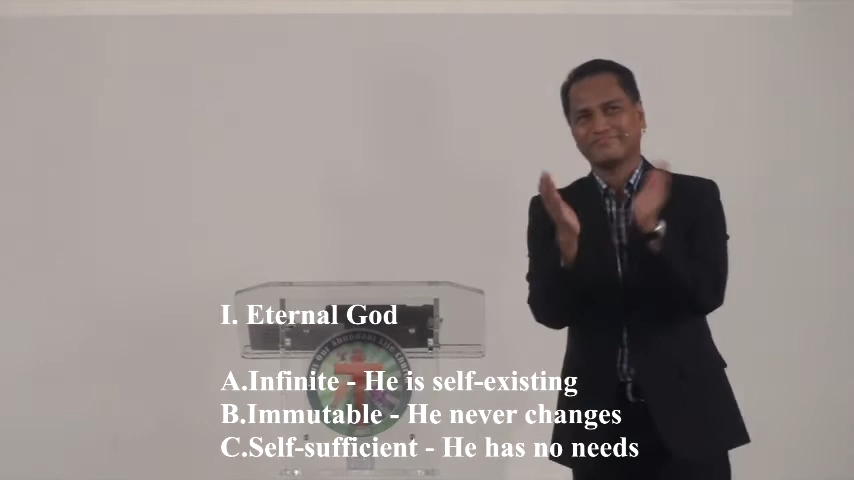 I. Eternal God
A.Infinite - He is self-existing
B.Immutable - He never changes
C.Self-sufficient - He has no needs